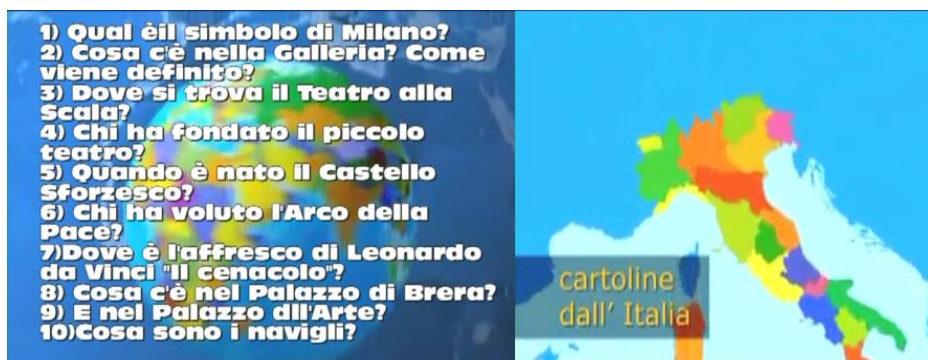 1) Qual èil simbolo di Milano?
2) Cosa c'è nella Galleria? Come
viene definito?
3) Dove si trova il Teatro alla
Scala?
4) Chi ha fondato il piccolo
teatro?
5) Quando è nato il Castello
Sforzesco?
6) Chi ha voluto l'Arco della
Pace?
7)Dove è l'affresco di Leonardo
da Vinci "Il cenacolo"?
8) Cosa c'è nel Palazzo di Brera?
9) E nel Palazzo dll'Arte?
10)Cosa sono i navigli?
cartoline
dall' Italia